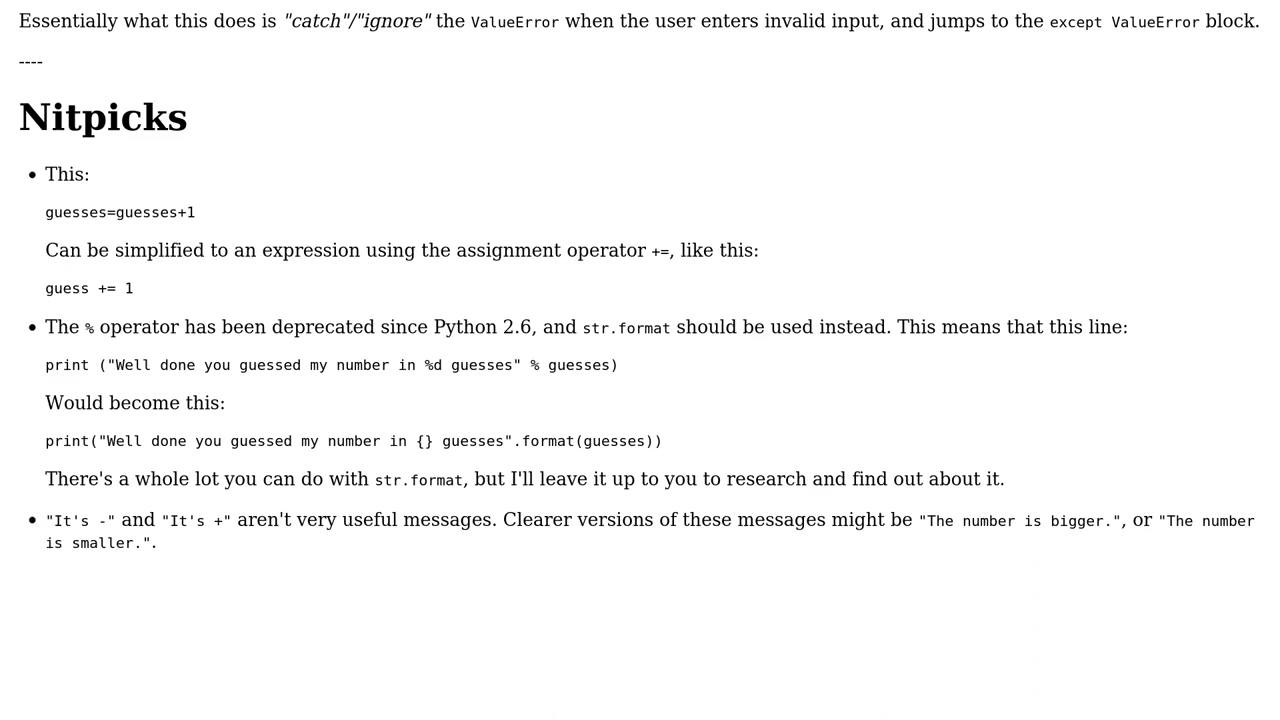 Essentially what this does is "catch"/"ignore" the ValueError when the user enters invalid input, and jumps to the except ValueError block.
----
Nitpicks
• This:
guesses=guesses+1
Can be simplified to an expression using the assignment operator +=, like this:
guess += 1
• The % operator has been deprecated since Python 2.6, and str.format should be used instead. This means that this line:
print ("Well done you guessed my number in %d guesses" % guesses)
Would become this:
print("Well done you guessed my number in {} guesses".format(guesses))
There's a whole lot you can do with str.format, but I'll leave it up to you to research and find out about it.
• "It's -" and "It's +" aren't very useful messages. Clearer versions of these messages might be "The number is bigger.", or "The number
is smaller.".